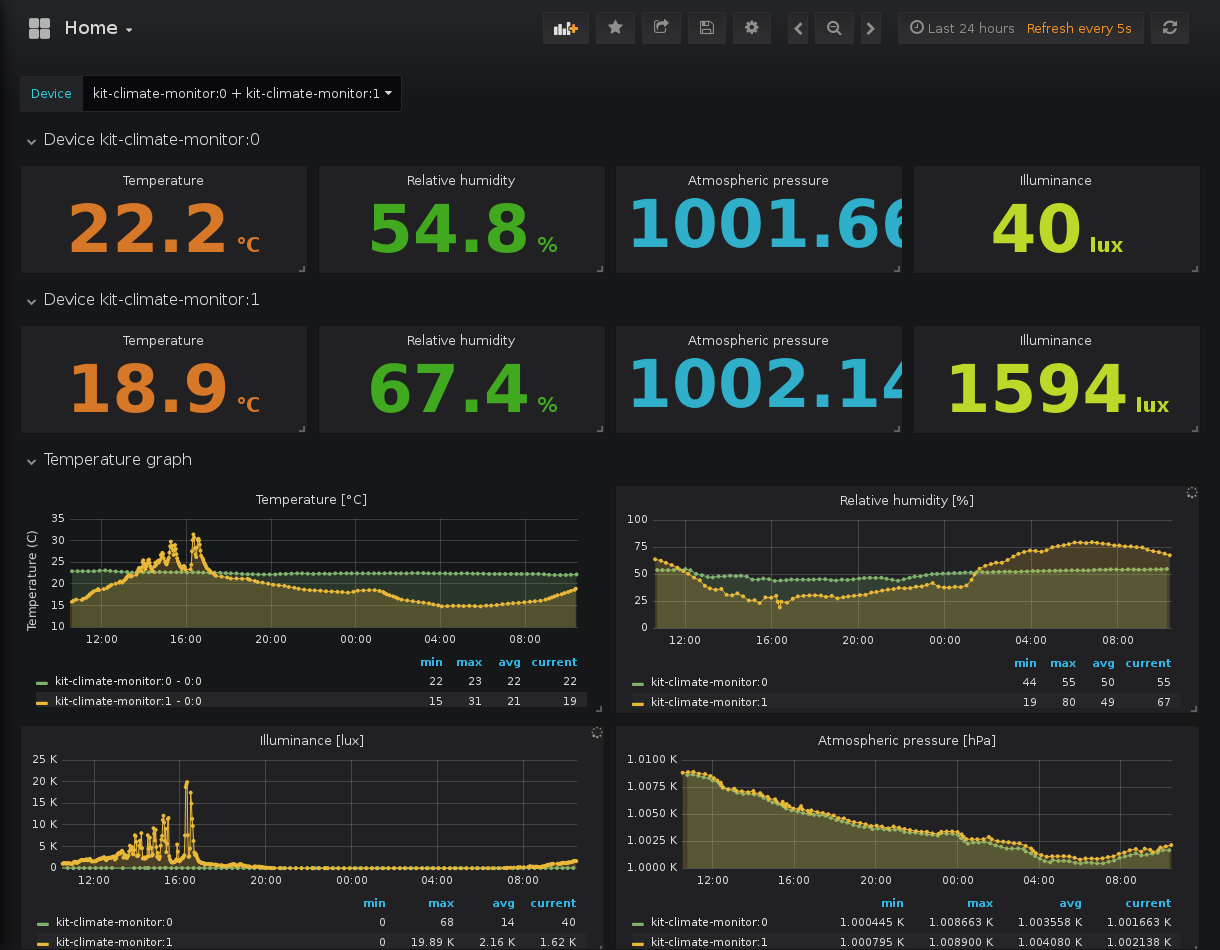 Home
Last 24 hours Refresh every 5s
Device kit-climate-monitor:0 + kit-climate-monitor:1
Device kit-climate-monitor:0
Temperature Relative humidity Atmospheric pressure Illuminance
22.2 °C 54.8 % 1001.66 40 lux
Device kit-climate-monitor:1
Temperature Relative humidity Atmospheric pressure Illuminance
18.9 °C 67.4 % 1002.14 1594 lux
Temperature graph
Temperature [°C]
Temperature (C)
35
30
25
20
15
10
12:00 16:00 20:00 00:00 04:00 08:00
min max avg current
kit-climate-monitor:0 - 0:0 22 23 22 22
kit-climate-monitor:1 - 0:0 15 31 21 19
Relative humidity [%]
100
75
50
25
0
12:00 16:00 20:00 00:00 04:00 08:00
min max avg current
kit-climate-monitor:0 44 55 50 55
kit-climate-monitor:1 19 80 49 67
Illuminance [lux]
25 K
20 K
15 K
10 K
5 K
0
12:00 16:00 20:00 00:00 04:00 08:00
min max avg current
kit-climate-monitor:0 0 68 14 40
kit-climate-monitor:1 0 19.89 K 2.16 K 1.62 K
Atmospheric pressure [hPa]
1.0100 K
1.0075 K
1.0050 K
1.0025 K
1.0000 K
12:00 16:00 20:00 00:00 04:00 08:00
min max avg current
kit-climate-monitor:0 1.000445 K 1.008663 K 1.003558 K 1.001663 K
kit-climate-monitor:1 1.000795 K 1.008900 K 1.004080 K 1.002138 K